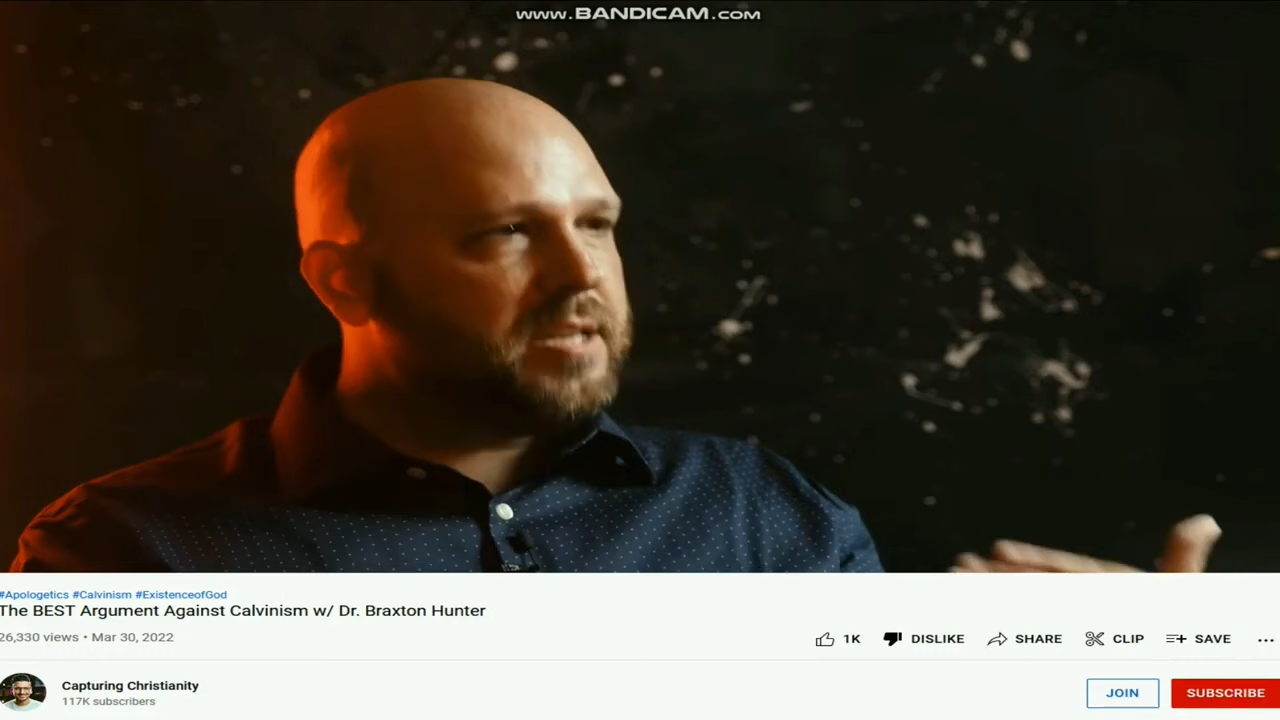 www.BANDICAM.com
#Apologetics #Calvinism #ExistenceofGod
The BEST Argument Against Calvinism w/ Dr. Braxton Hunter
26,330 views • Mar 30, 2022
1K DISLIKE SHARE CLIP SAVE ...
Capturing Christianity
117K subscribers
JOIN SUBSCRIBE